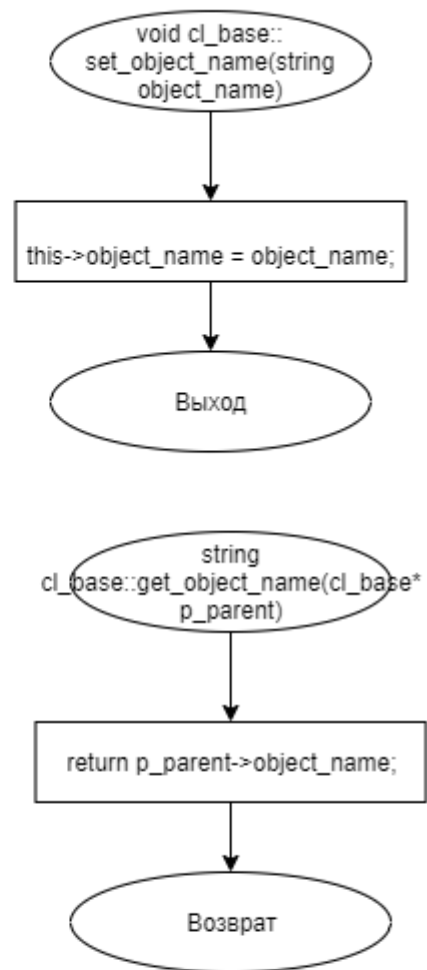 void cl_base::
set_object_name(string
object_name)
this->object_name = object_name;
Выход
string
cl_base::get_object_name(cl_base*
p_parent)
return p_parent->object_name;
Возврат